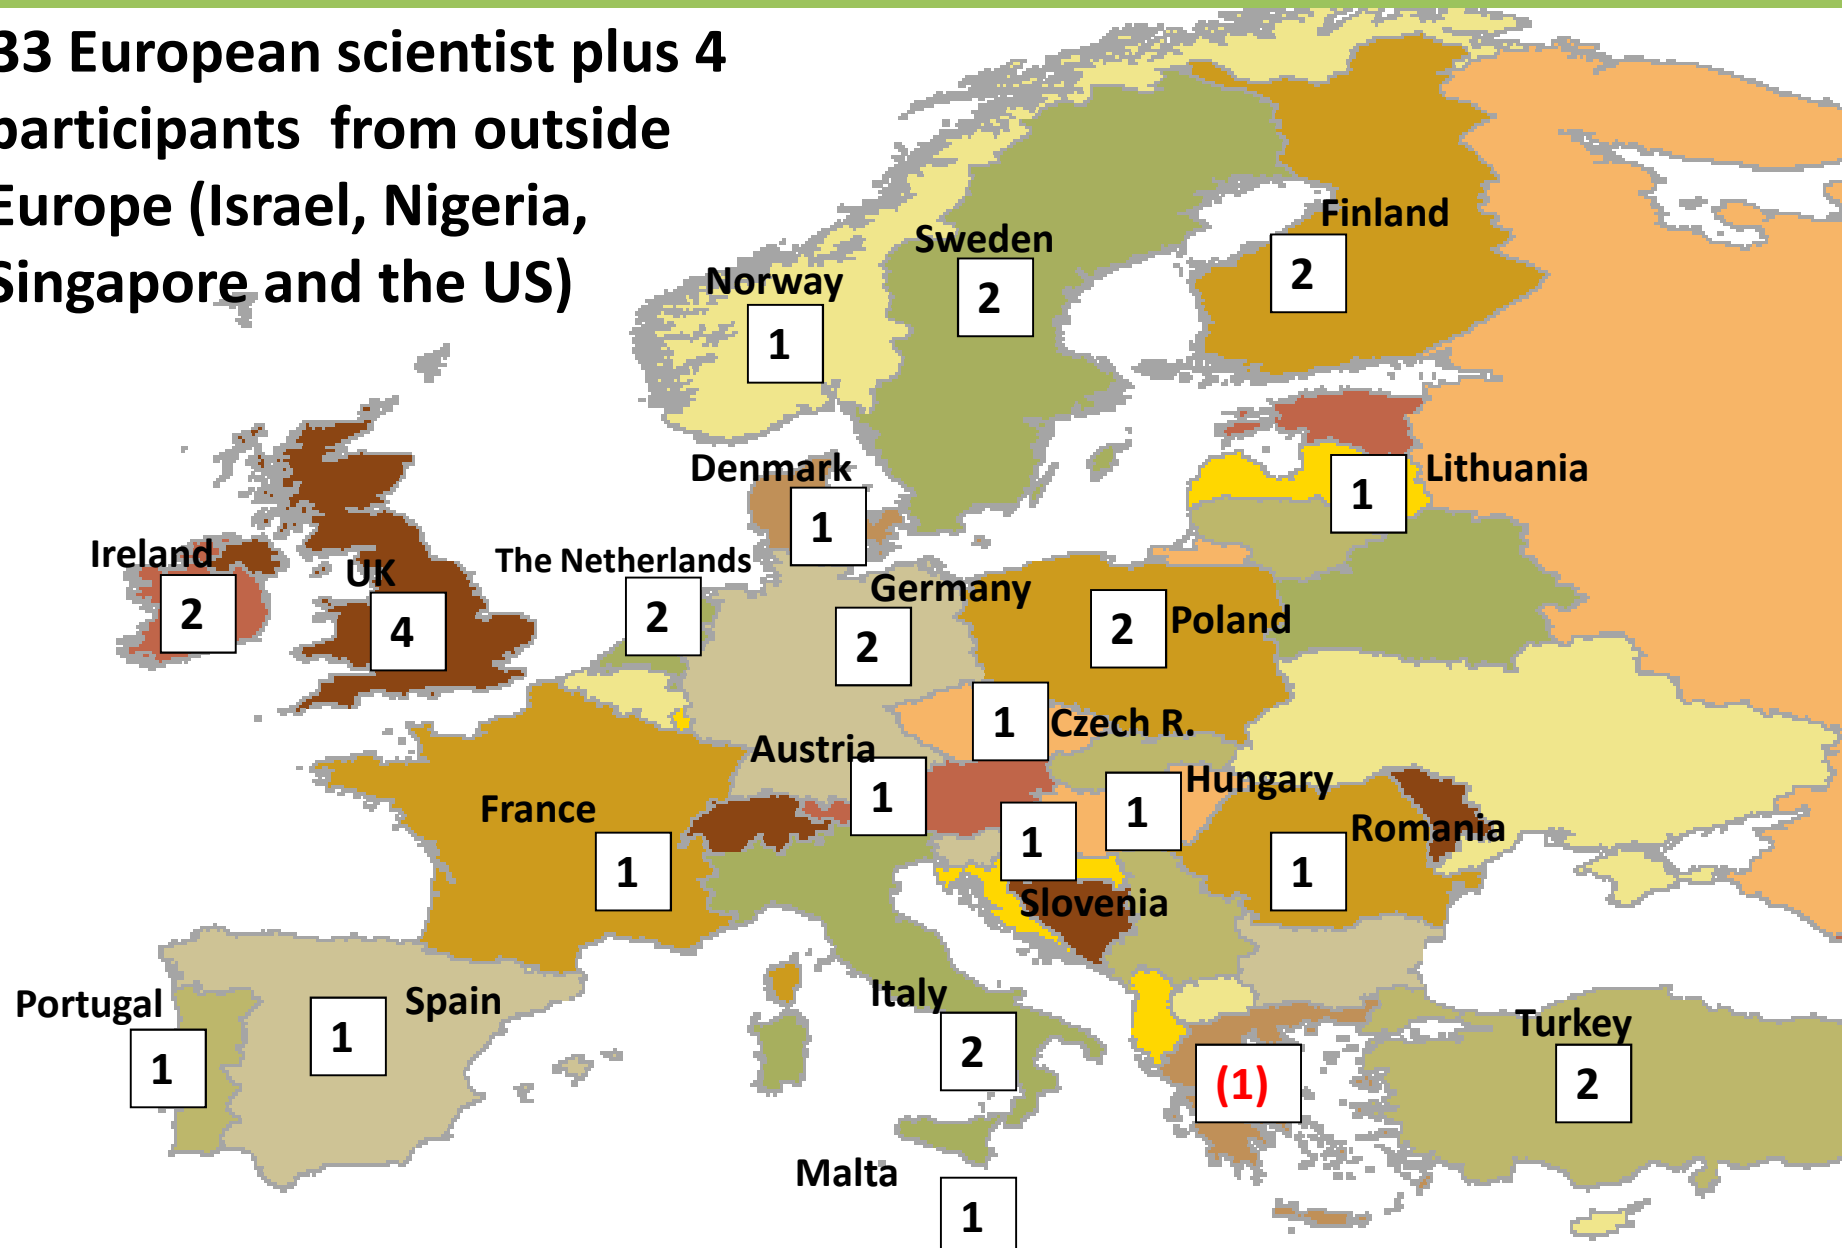 33 European scientist plus 4
participants from outside
Europe (Israel, Nigeria,
Singapore and the US)
Finland
2
Sweden
2
Norway
1
Denmark
1
Lithuania
1
Ireland
2
UK
4
The Netherlands
2
Germany
2
Poland
2
Czech R.
1
Austria
1
Hungary
1
France
1
Slovenia
1
Romania
1
Portugal
1
Spain
1
Italy
2
(1)
Turkey
2
Malta
1